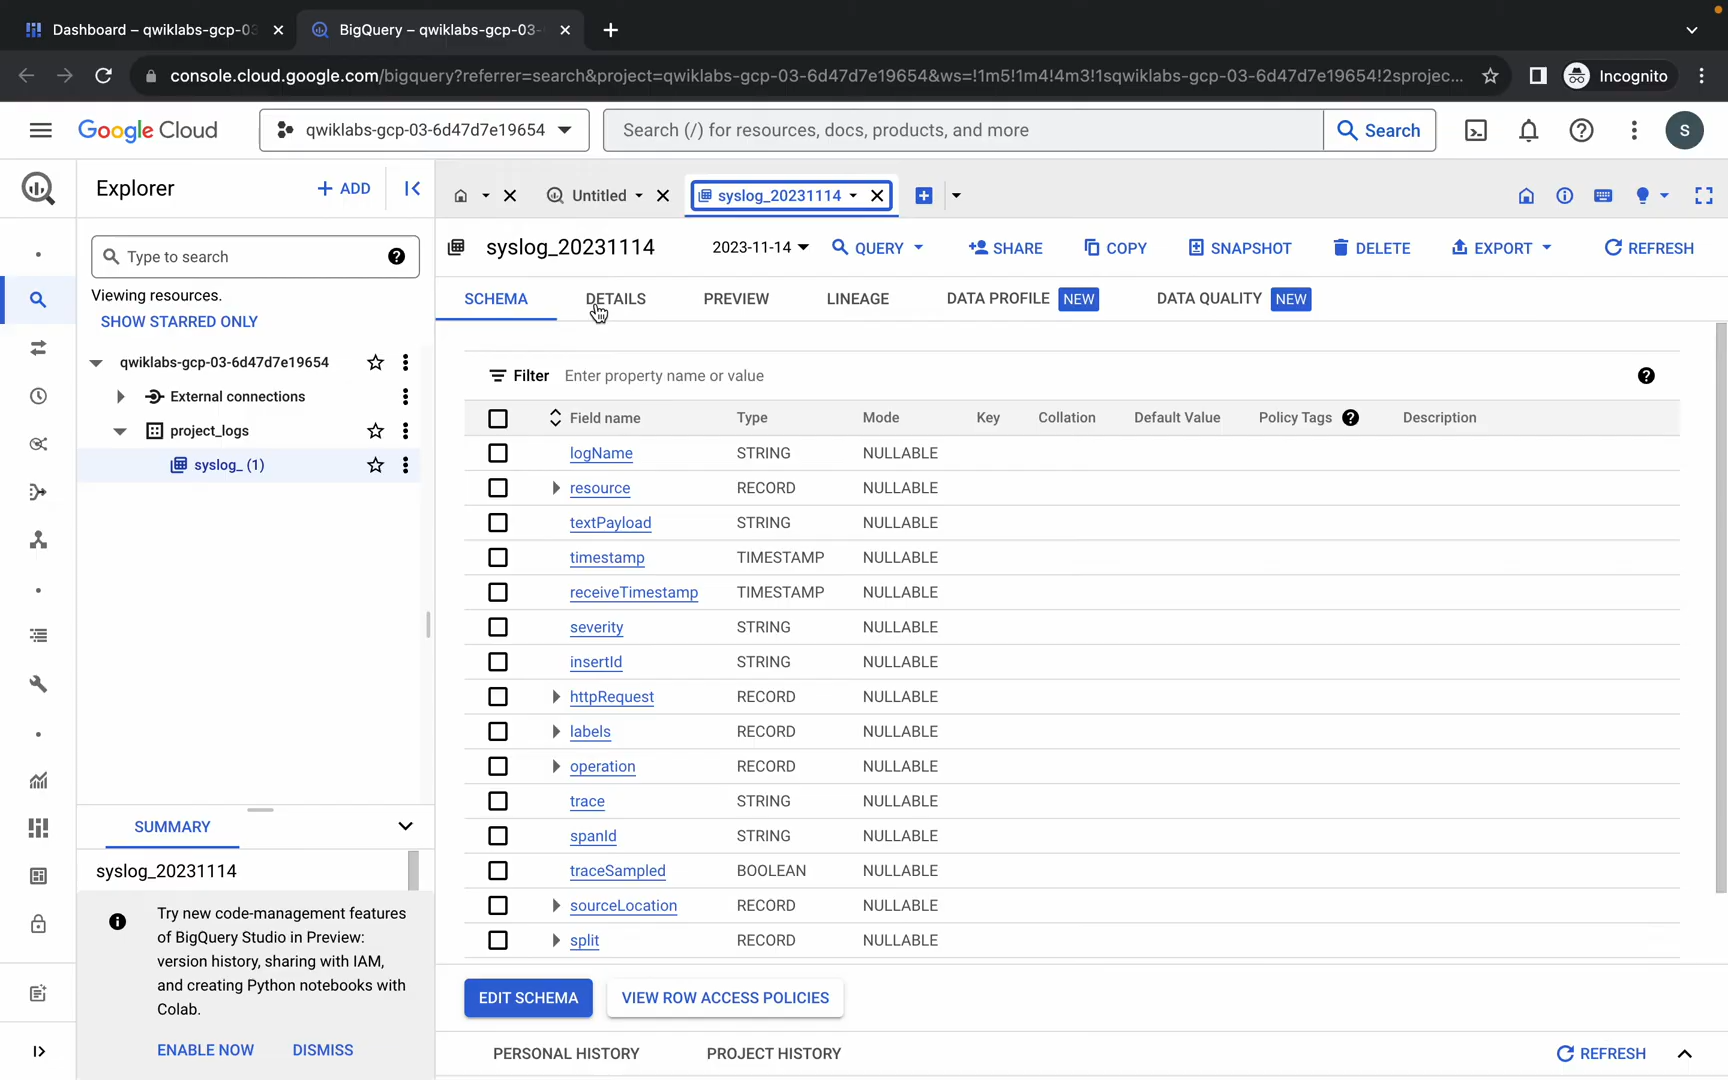 Dashboard – qwiklabs-gcp-03
BigQuery – qwiklabs-gcp-03-
console.cloud.google.com/bigquery?referrer=search&project=qwiklabs-gcp-03-6d47d7e19654&ws=!1m5!1m4!4m3!1sqwiklabs-gcp-03-6d47d7e19654!2sprojec...
Incognito
Google Cloud
qwiklabs-gcp-03-6d47d7e19654
Search (/) for resources, docs, products, and more
Search
S
Explorer
+ ADD
Untitled
syslog_20231114
Type to search
syslog_20231114
2023-11-14
QUERY
SHARE
COPY
SNAPSHOT
DELETE
EXPORT
REFRESH
Viewing resources.
SHOW STARRED ONLY
SCHEMA
DETAILS
PREVIEW
LINEAGE
DATA PROFILE NEW
DATA QUALITY NEW
qwiklabs-gcp-03-6d47d7e19654
External connections
project_logs
syslog_ (1)
Filter Enter property name or value
Field name Type Mode Key Collation Default Value Policy Tags Description
logName STRING NULLABLE
resource RECORD NULLABLE
textPayload STRING NULLABLE
timestamp TIMESTAMP NULLABLE
receiveTimestamp TIMESTAMP NULLABLE
severity STRING NULLABLE
insertId STRING NULLABLE
httpRequest RECORD NULLABLE
labels RECORD NULLABLE
operation RECORD NULLABLE
trace STRING NULLABLE
spanId STRING NULLABLE
traceSampled BOOLEAN NULLABLE
sourceLocation RECORD NULLABLE
split RECORD NULLABLE
SUMMARY
syslog_20231114
Try new code-management features
of BigQuery Studio in Preview:
version history, sharing with IAM,
and creating Python notebooks with
Colab.
ENABLE NOW
DISMISS
EDIT SCHEMA
VIEW ROW ACCESS POLICIES
PERSONAL HISTORY
PROJECT HISTORY
REFRESH